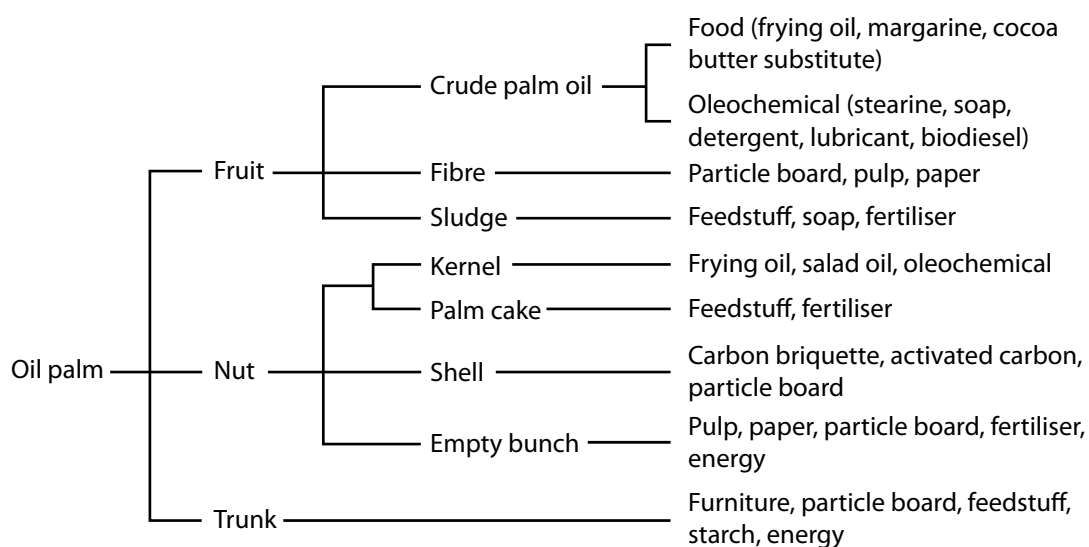 Food (frying oil, margarine, cocoa
butter substitute)
Crude palm oil
Oleochemical (stearine, soap,
detergent, lubricant, biodiesel)
Fruit
Fibre
Particle board, pulp, paper
Sludge
Feedstuff, soap, fertiliser
Kernel
Frying oil, salad oil, oleochemical
Palm cake
Feedstuff, fertiliser
Oil palm
Nut
Shell
Carbon briquette, activated carbon,
particle board
Empty bunch
Pulp, paper, particle board, fertiliser,
energy
Trunk
Furniture, particle board, feedstuff,
starch, energy